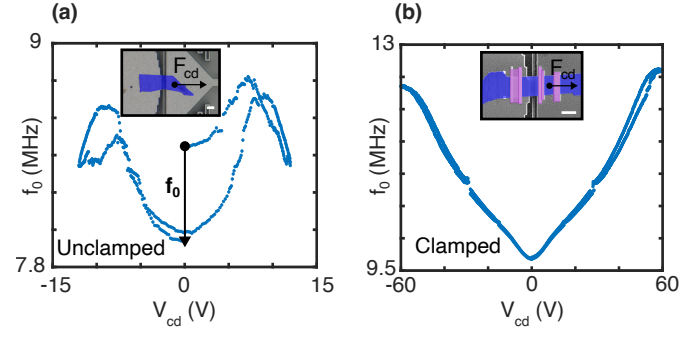 (a)
9
F_cd
f_0 (MHz)
f_0
Unclamped
7.8
-15
0
15
V_cd (V)
(b)
13
F_cd
f_0 (MHz)
Clamped
9.5
-60
0
60
V_cd (V)